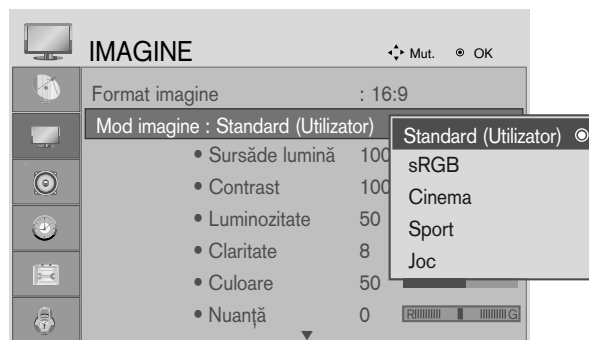 IMAGINE Mut. OK
Format imagine : 16:9
Mod imagine : Standard (Utilizator)
• Sursăde lumină 100
• Contrast 100
• Luminozitate 50
• Claritate 8
• Culoare 50
• Nuanță 0 R G
Standard (Utilizator)
sRGB
Cinema
Sport
Joc